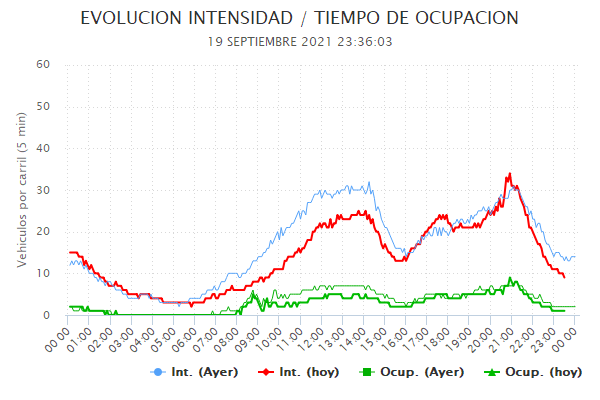 EVOLUCION INTENSIDAD / TIEMPO DE OCUPACION
19 SEPTIEMBRE 2021 23:36:03
60
50
40
30
20
10
0
Vehiculos por carril (5 min)
00:00 01:00 02:00 03:00 04:00 05:00 06:00 07:00 08:00 09:00 10:00 11:00 12:00 13:00 14:00 15:00 16:00 17:00 18:00 19:00 20:00 21:00 22:00 23:00 00:00
Int. (Ayer) Int. (hoy) Ocup. (Ayer) Ocup. (hoy)